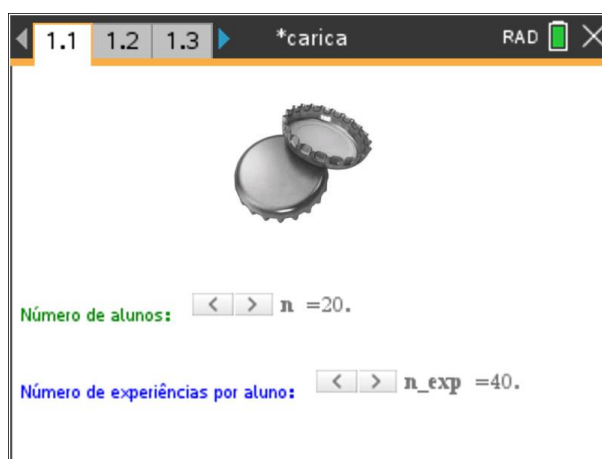 1.1 1.2 1.3 *carica RAD
Número de alunos: n =20.
Número de experiências por aluno: n_exp =40.